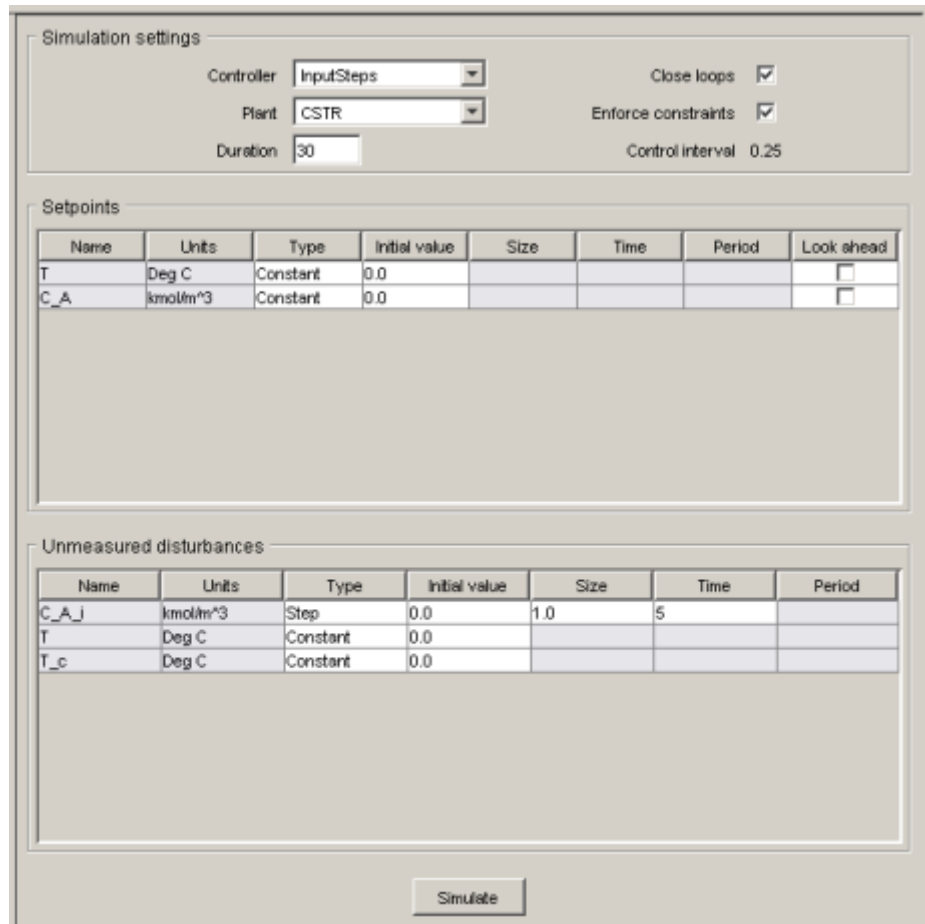 Simulation settings
Controller InputSteps Close loops
Plant CSTR Enforce constraints
Duration 30 Control interval 0.25
Setpoints
Name Units Type Initial value Size Time Period Look ahead
T Deg C Constant 0.0
C_A kmol/m^3 Constant 0.0
Unmeasured disturbances
Name Units Type Initial value Size Time Period
C_A_i kmol/m^3 Step 0.0 1.0 5
T Deg C Constant 0.0
T_c Deg C Constant 0.0
Simulate